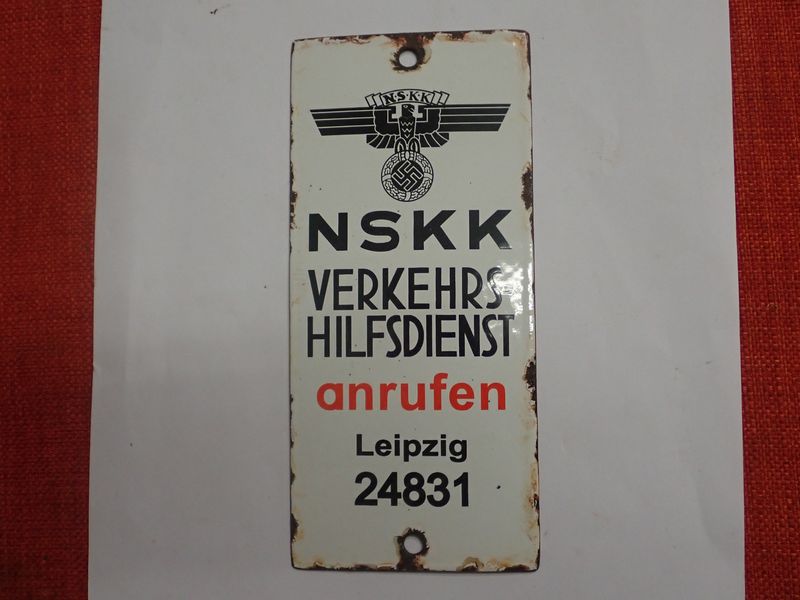 N·S·K·K
NSKK
VERKEHRS-
HILFSDIENST
anrufen
Leipzig
24831